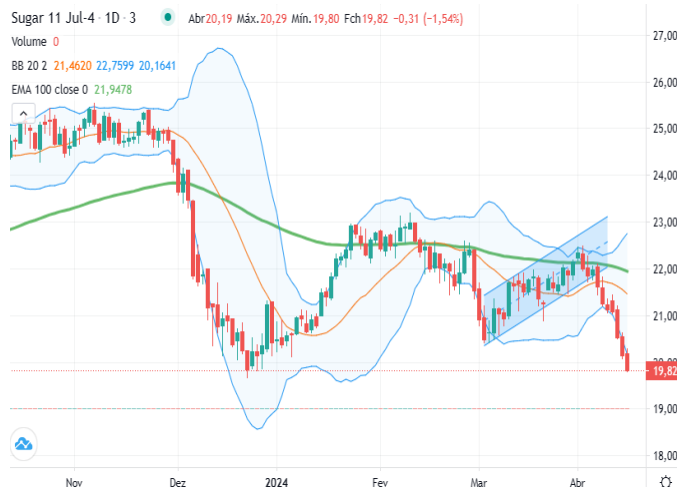 Sugar 11 Jul-4 · 1D · 3 Abr20,19 Máx.20,29 Mín.19,80 Fch19,82 −0,31 (−1,54%)
Volume 0
BB 20 2 21,4620 22,7599 20,1641
EMA 100 close 0 21,9478
27,00
26,00
25,00
24,00
23,00
22,00
21,00
20,00
19,82
19,00
18,00
Nov Dez 2024 Fev Mar Abr